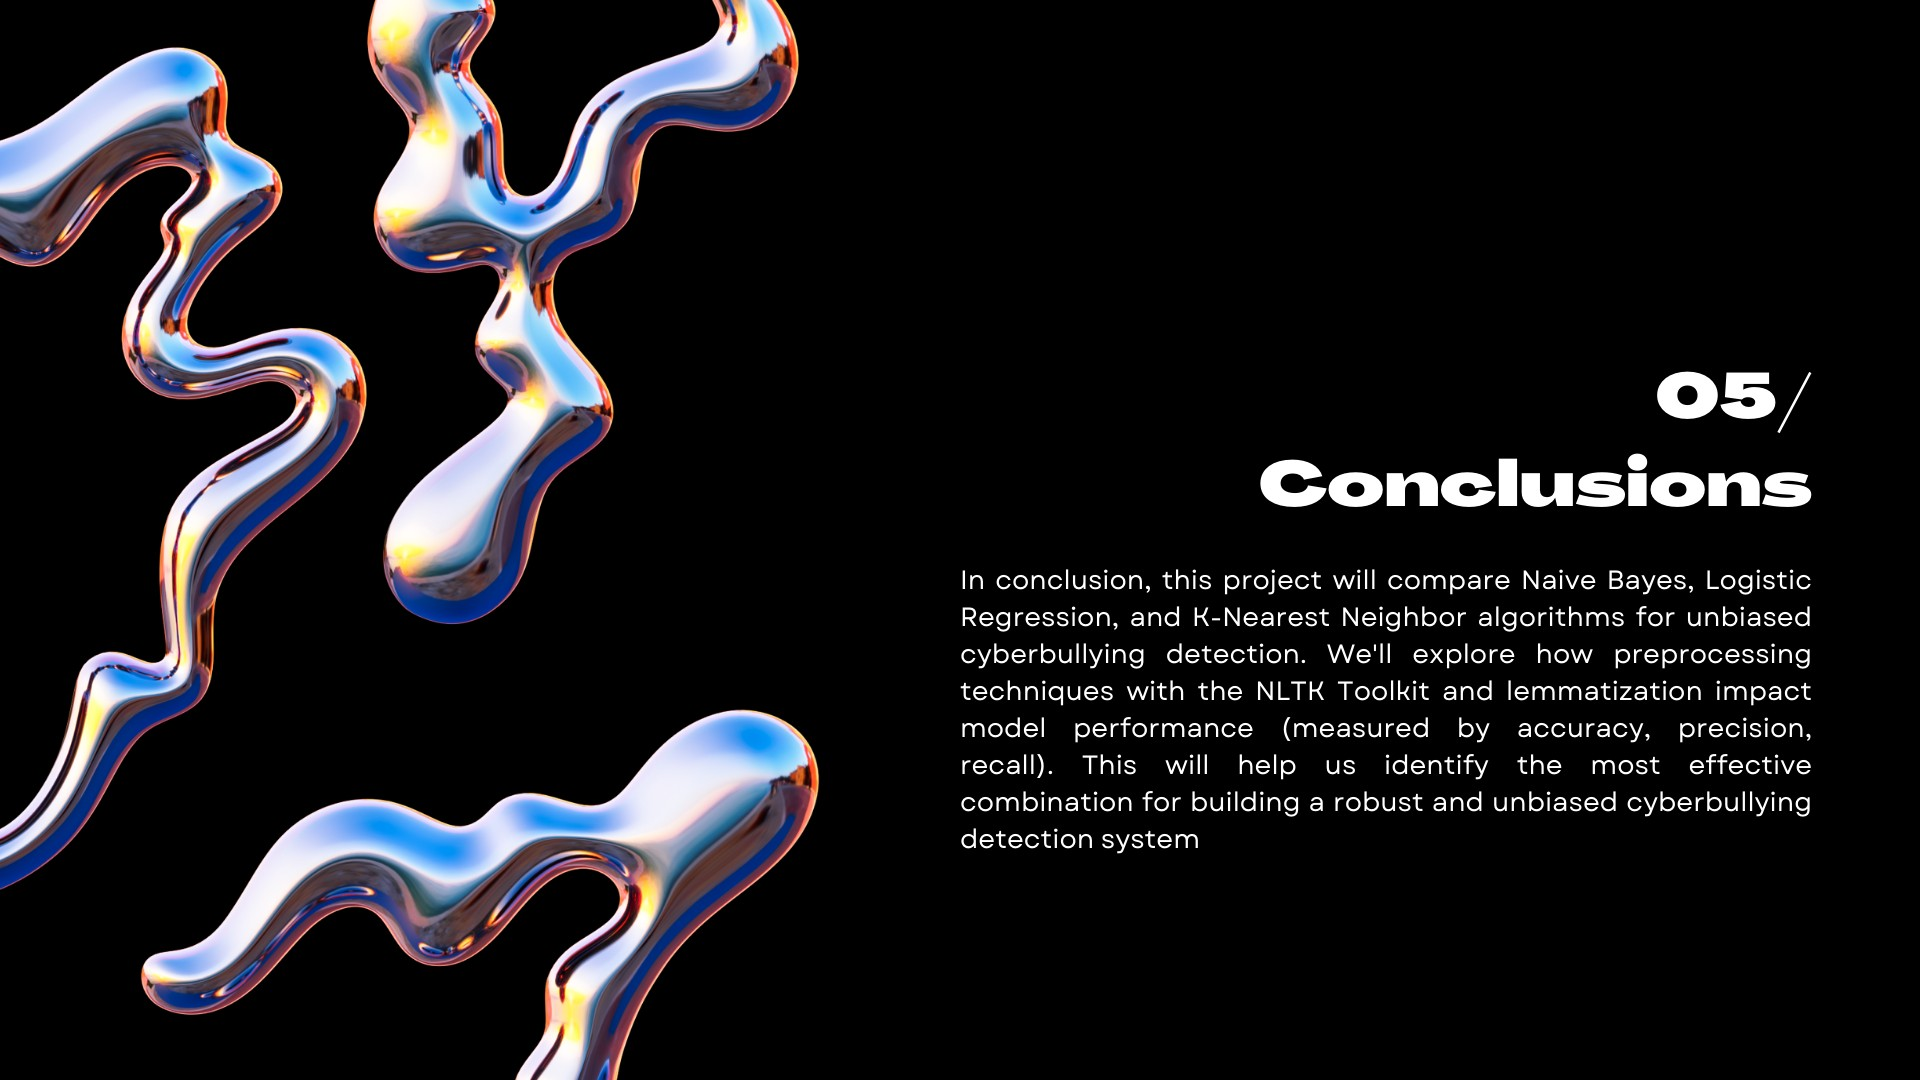 05/
Conclusions
In conclusion, this project will compare Naive Bayes, Logistic
Regression, and K-Nearest Neighbor algorithms for unbiased
cyberbullying detection. We'll explore how preprocessing
techniques with the NLTK Toolkit and lemmatization impact
model performance (measured by accuracy, precision,
recall). This will help us identify the most effective
combination for building a robust and unbiased cyberbullying
detection system